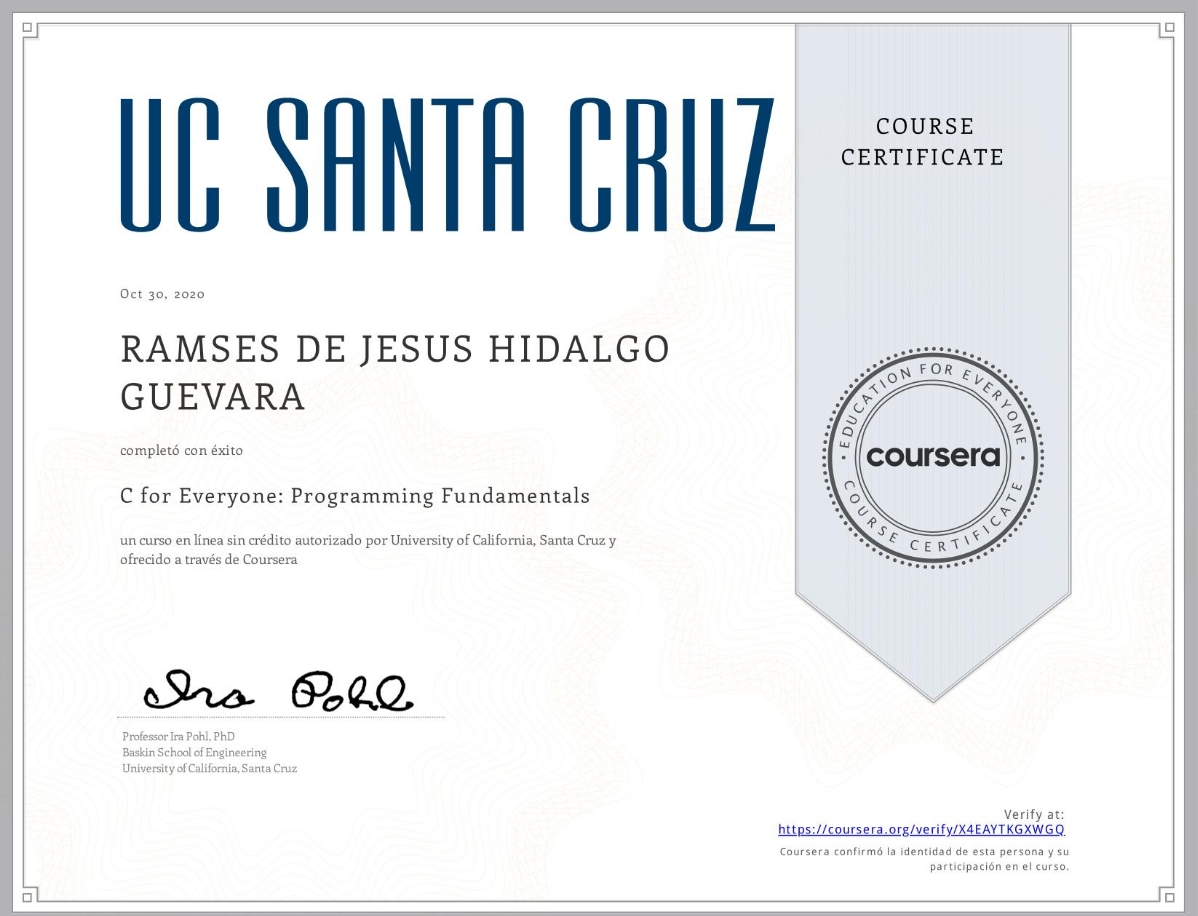 UC SANTA CRUZ
COURSE
CERTIFICATE
Oct 30, 2020
RAMSES DE JESUS HIDALGO
GUEVARA
completó con éxito
C for Everyone: Programming Fundamentals
un curso en línea sin crédito autorizado por University of California, Santa Cruz y
ofrecido a través de Coursera
EDUCATION FOR EVERYONE
coursera
COURSE CERTIFICATE
Ira Pohl
Professor Ira Pohl, PhD
Baskin School of Engineering
University of California, Santa Cruz
Verify at:
https://coursera.org/verify/X4EAYTKGXWGQ
Coursera confirmó la identidad de esta persona y su
participación en el curso.